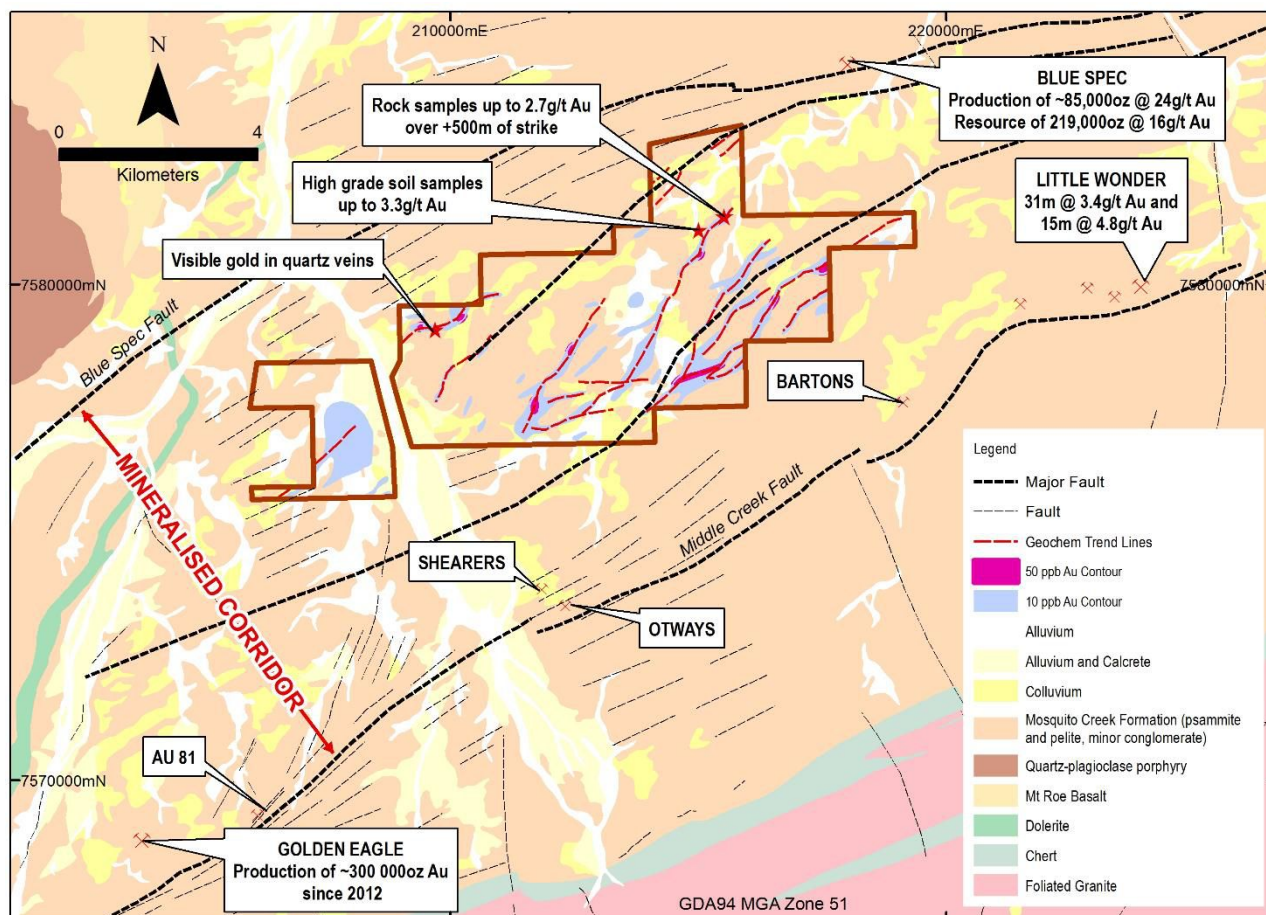 210000mE
220000mE
N
0
4
Kilometers
Rock samples up to 2.7g/t Au
over +500m of strike
BLUE SPEC
Production of ~85,000oz @ 24g/t Au
Resource of 219,000oz @ 16g/t Au
High grade soil samples
up to 3.3g/t Au
LITTLE WONDER
31m @ 3.4g/t Au and
15m @ 4.8g/t Au
Visible gold in quartz veins
7580000mN
7580000mN
Blue Spec Fault
BARTONS
MINERALISED CORRIDOR
Middle Creek Fault
SHEARERS
OTWAYS
AU 81
7570000mN
GOLDEN EAGLE
Production of ~300 000oz Au
since 2012
GDA94 MGA Zone 51
Legend
Major Fault
Fault
Geochem Trend Lines
50 ppb Au Contour
10 ppb Au Contour
Alluvium
Alluvium and Calcrete
Colluvium
Mosquito Creek Formation (psammite
and pelite, minor conglomerate)
Quartz-plagioclase porphyry
Mt Roe Basalt
Dolerite
Chert
Foliated Granite